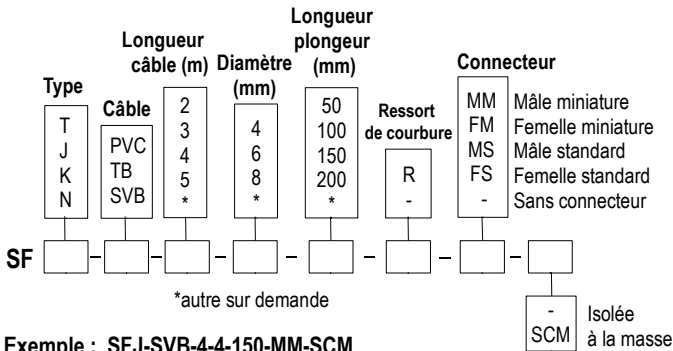 Type
T
J
K
N
Câble
PVC
TB
SVB
Longueur
câble (m)
2
3
4
5
*
Diamètre
(mm)
4
6
8
*
Longueur
plongeur
(mm)
50
100
150
200
*
Ressort
de courbure
R
-
Connecteur
MM Mâle miniature
FM Femelle miniature
MS Mâle standard
FS Femelle standard
- Sans connecteur
SF - - - - - - -
*autre sur demande
- Isolée
SCM à la masse
Exemple : SFJ-SVB-4-4-150-MM-SCM